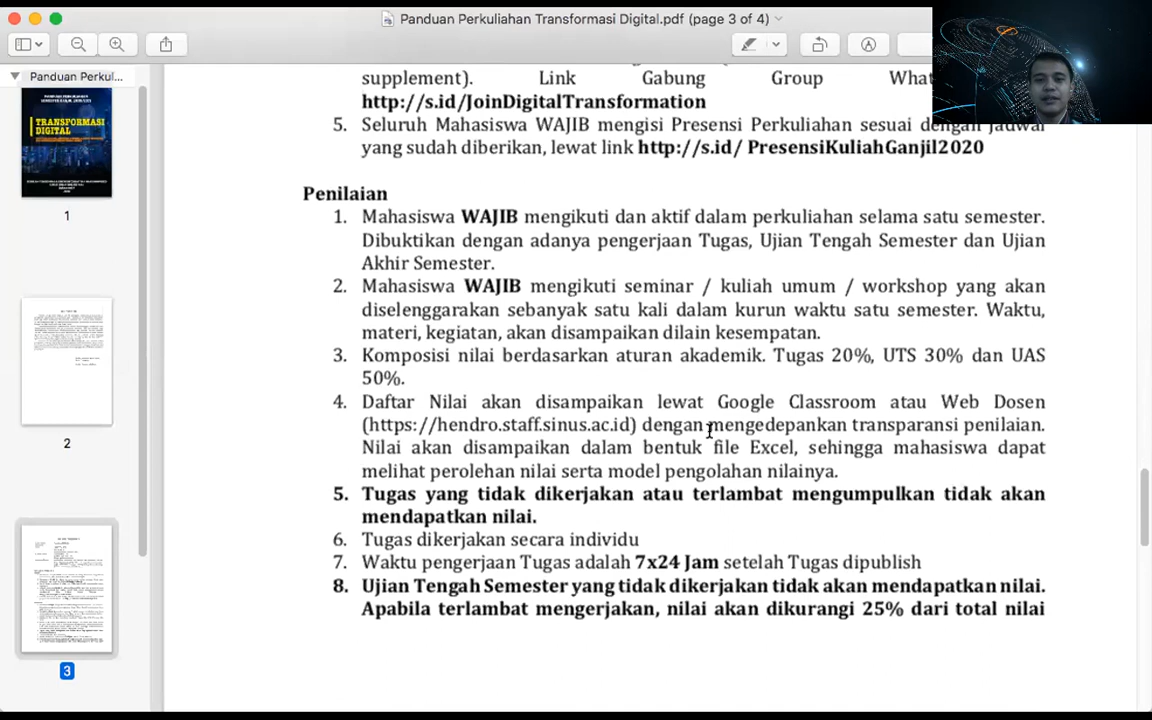 Panduan Perkuliahan Transformasi Digital.pdf (page 3 of 4)
Panduan Perkul...
TRANSFORMASI
DIGITAL
1
2
3
supplement). Link Gabung Group
http://s.id/JoinDigitalTransformation
5. Seluruh Mahasiswa WAJIB mengisi Presensi Perkuliahan sesuai dengan Jadwal
yang sudah diberikan, lewat link http://s.id/ PresensiKuliahGanjil2020
Penilaian
1. Mahasiswa WAJIB mengikuti dan aktif dalam perkuliahan selama satu semester.
Dibuktikan dengan adanya pengerjaan Tugas, Ujian Tengah Semester dan Ujian
Akhir Semester.
2. Mahasiswa WAJIB mengikuti seminar / kuliah umum / workshop yang akan
diselenggarakan sebanyak satu kali dalam kurun waktu satu semester. Waktu,
materi, kegiatan, akan disampaikan dilain kesempatan.
3. Komposisi nilai berdasarkan aturan akademik. Tugas 20%, UTS 30% dan UAS
50%.
4. Daftar Nilai akan disampaikan lewat Google Classroom atau Web Dosen
(https://hendro.staff.sinus.ac.id) dengan mengedepankan transparansi penilaian.
Nilai akan disampaikan dalam bentuk file Excel, sehingga mahasiswa dapat
melihat perolehan nilai serta model pengolahan nilainya.
5. Tugas yang tidak dikerjakan atau terlambat mengumpulkan tidak akan
mendapatkan nilai.
6. Tugas dikerjakan secara individu
7. Waktu pengerjaan Tugas adalah 7x24 Jam setelah Tugas dipublish
8. Ujian Tengah Semester yang tidak dikerjakan tidak akan mendapatkan nilai.
Apabila terlambat mengerjakan, nilai akan dikurangi 25% dari total nilai